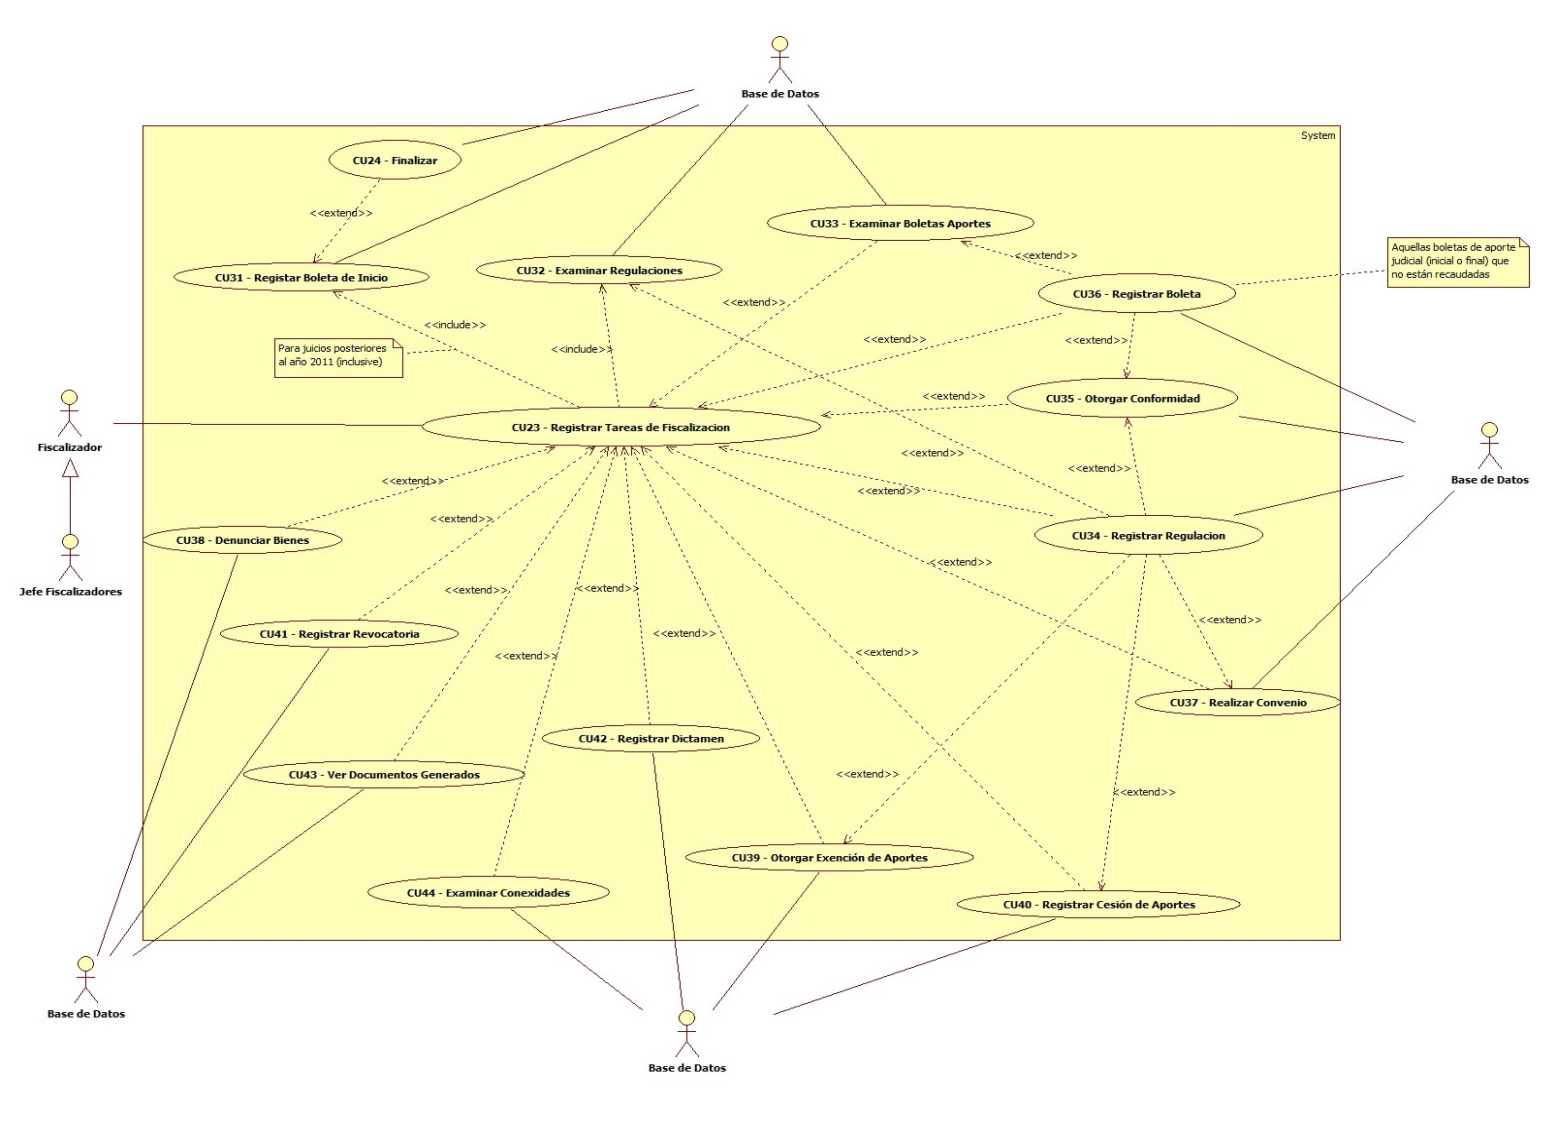 Base de Datos
System
CU24 - Finalizar
<<extend>>
CU33 - Examinar Boletas Aportes
Aquellas boletas de aporte
judicial (inicial o final) que
no están recaudadas
<<extend>>
CU32 - Examinar Regulaciones
CU31 - Registar Boleta de Inicio
CU36 - Registrar Boleta
<<extend>>
<<include>>
<<extend>>
<<extend>>
Para juicios posteriores
al año 2011 (inclusive)
<<include>>
<<extend>>
CU35 - Otorgar Conformidad
CU23 - Registrar Tareas de Fiscalizacion
Fiscalizador
<<extend>>
<<extend>>
Base de Datos
<<extend>>
<<extend>>
<<extend>>
CU38 - Denunciar Bienes
CU34 - Registrar Regulacion
<<extend>>
Jefe Fiscalizadores
<<extend>>
<<extend>>
<<extend>>
CU41 - Registrar Revocatoria
<<extend>>
<<extend>>
<<extend>>
CU37 - Realizar Convenio
CU42 - Registrar Dictamen
CU43 - Ver Documentos Generados
<<extend>>
<<extend>>
CU39 - Otorgar Exención de Aportes
CU44 - Examinar Conexidades
CU40 - Registrar Cesión de Aportes
Base de Datos
Base de Datos